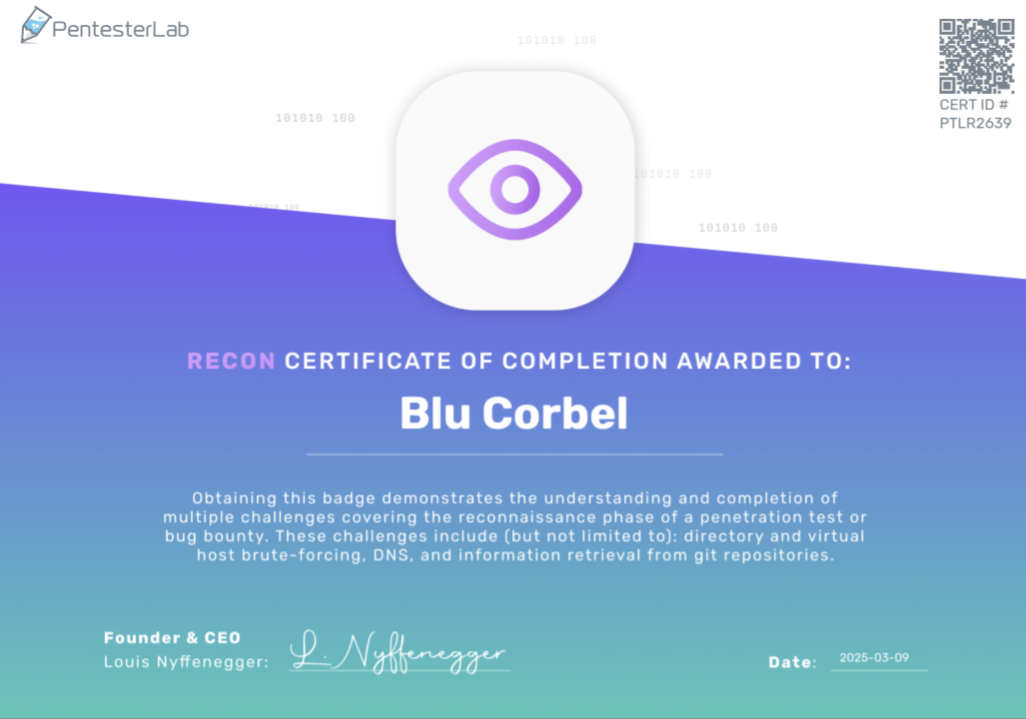 PentesterLab
101010 100
CERT ID #
PTLR2639
101010 100
101010 100
101010 100
101010 100
RECON CERTIFICATE OF COMPLETION AWARDED TO:
Blu Corbel
Obtaining this badge demonstrates the understanding and completion of
multiple challenges covering the reconnaissance phase of a penetration test or
bug bounty. These challenges include (but not limited to): directory and virtual
host brute-forcing, DNS, and information retrieval from git repositories.
Founder & CEO
Louis Nyffenegger:
L. Nyffenegger
Date:
2025-03-09